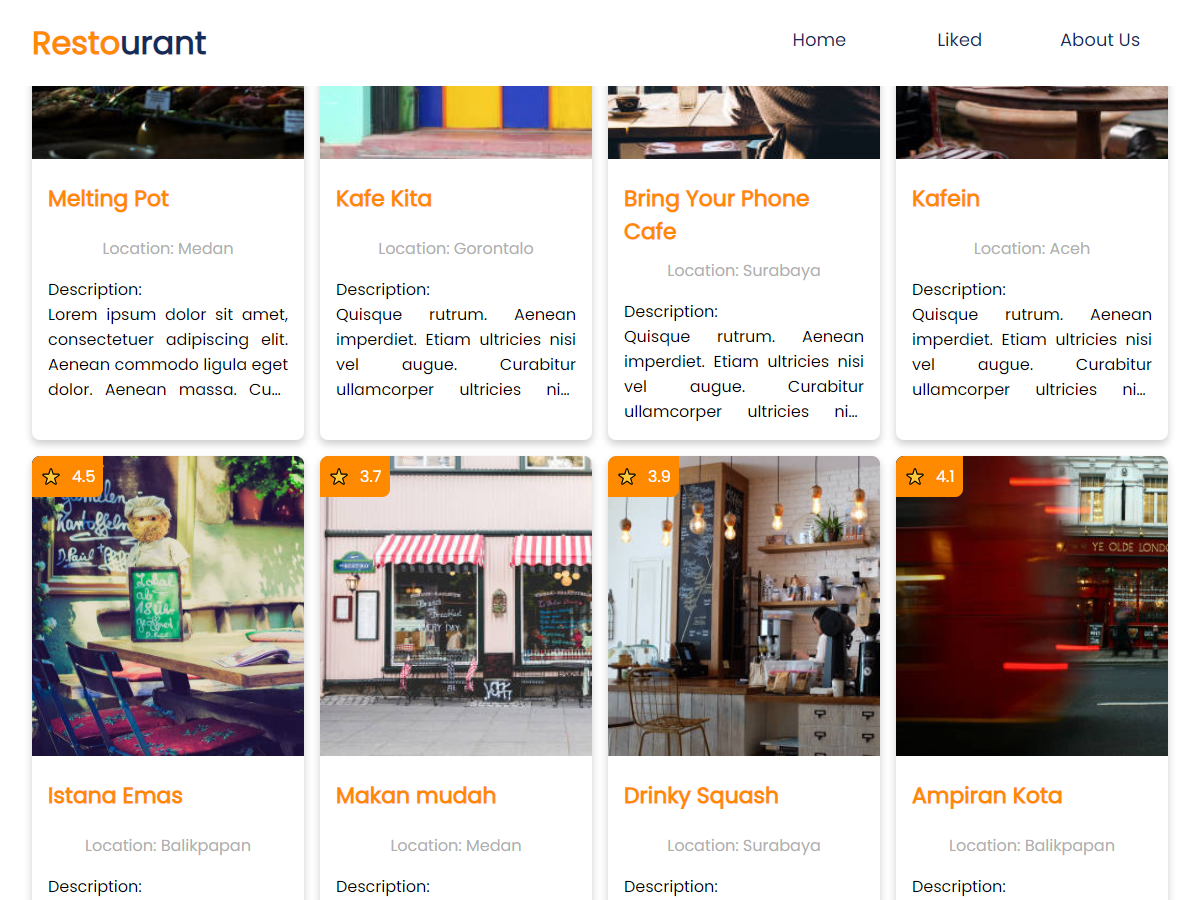 Restourant
Home
Liked
About Us
Melting Pot
Location: Medan
Description:
Lorem ipsum dolor sit amet,
consectetuer adipiscing elit.
Aenean commodo ligula eget
dolor. Aenean massa. Cu...
Kafe Kita
Location: Gorontalo
Description:
Quisque rutrum. Aenean
imperdiet. Etiam ultricies nisi
vel augue. Curabitur
ullamcorper ultricies ni...
Bring Your Phone
Cafe
Location: Surabaya
Description:
Quisque rutrum. Aenean
imperdiet. Etiam ultricies nisi
vel augue. Curabitur
ullamcorper ultricies ni...
Kafein
Location: Aceh
Description:
Quisque rutrum. Aenean
imperdiet. Etiam ultricies nisi
vel augue. Curabitur
ullamcorper ultricies ni...
4.5
Lokal
ab
18 Uhr
geöffnet
Istana Emas
Location: Balikpapan
Description:
3.7
Makan mudah
Location: Medan
Description:
3.9
Drinky Squash
Location: Surabaya
Description:
4.1
YE OLDE LONDO
Ampiran Kota
Location: Balikpapan
Description: